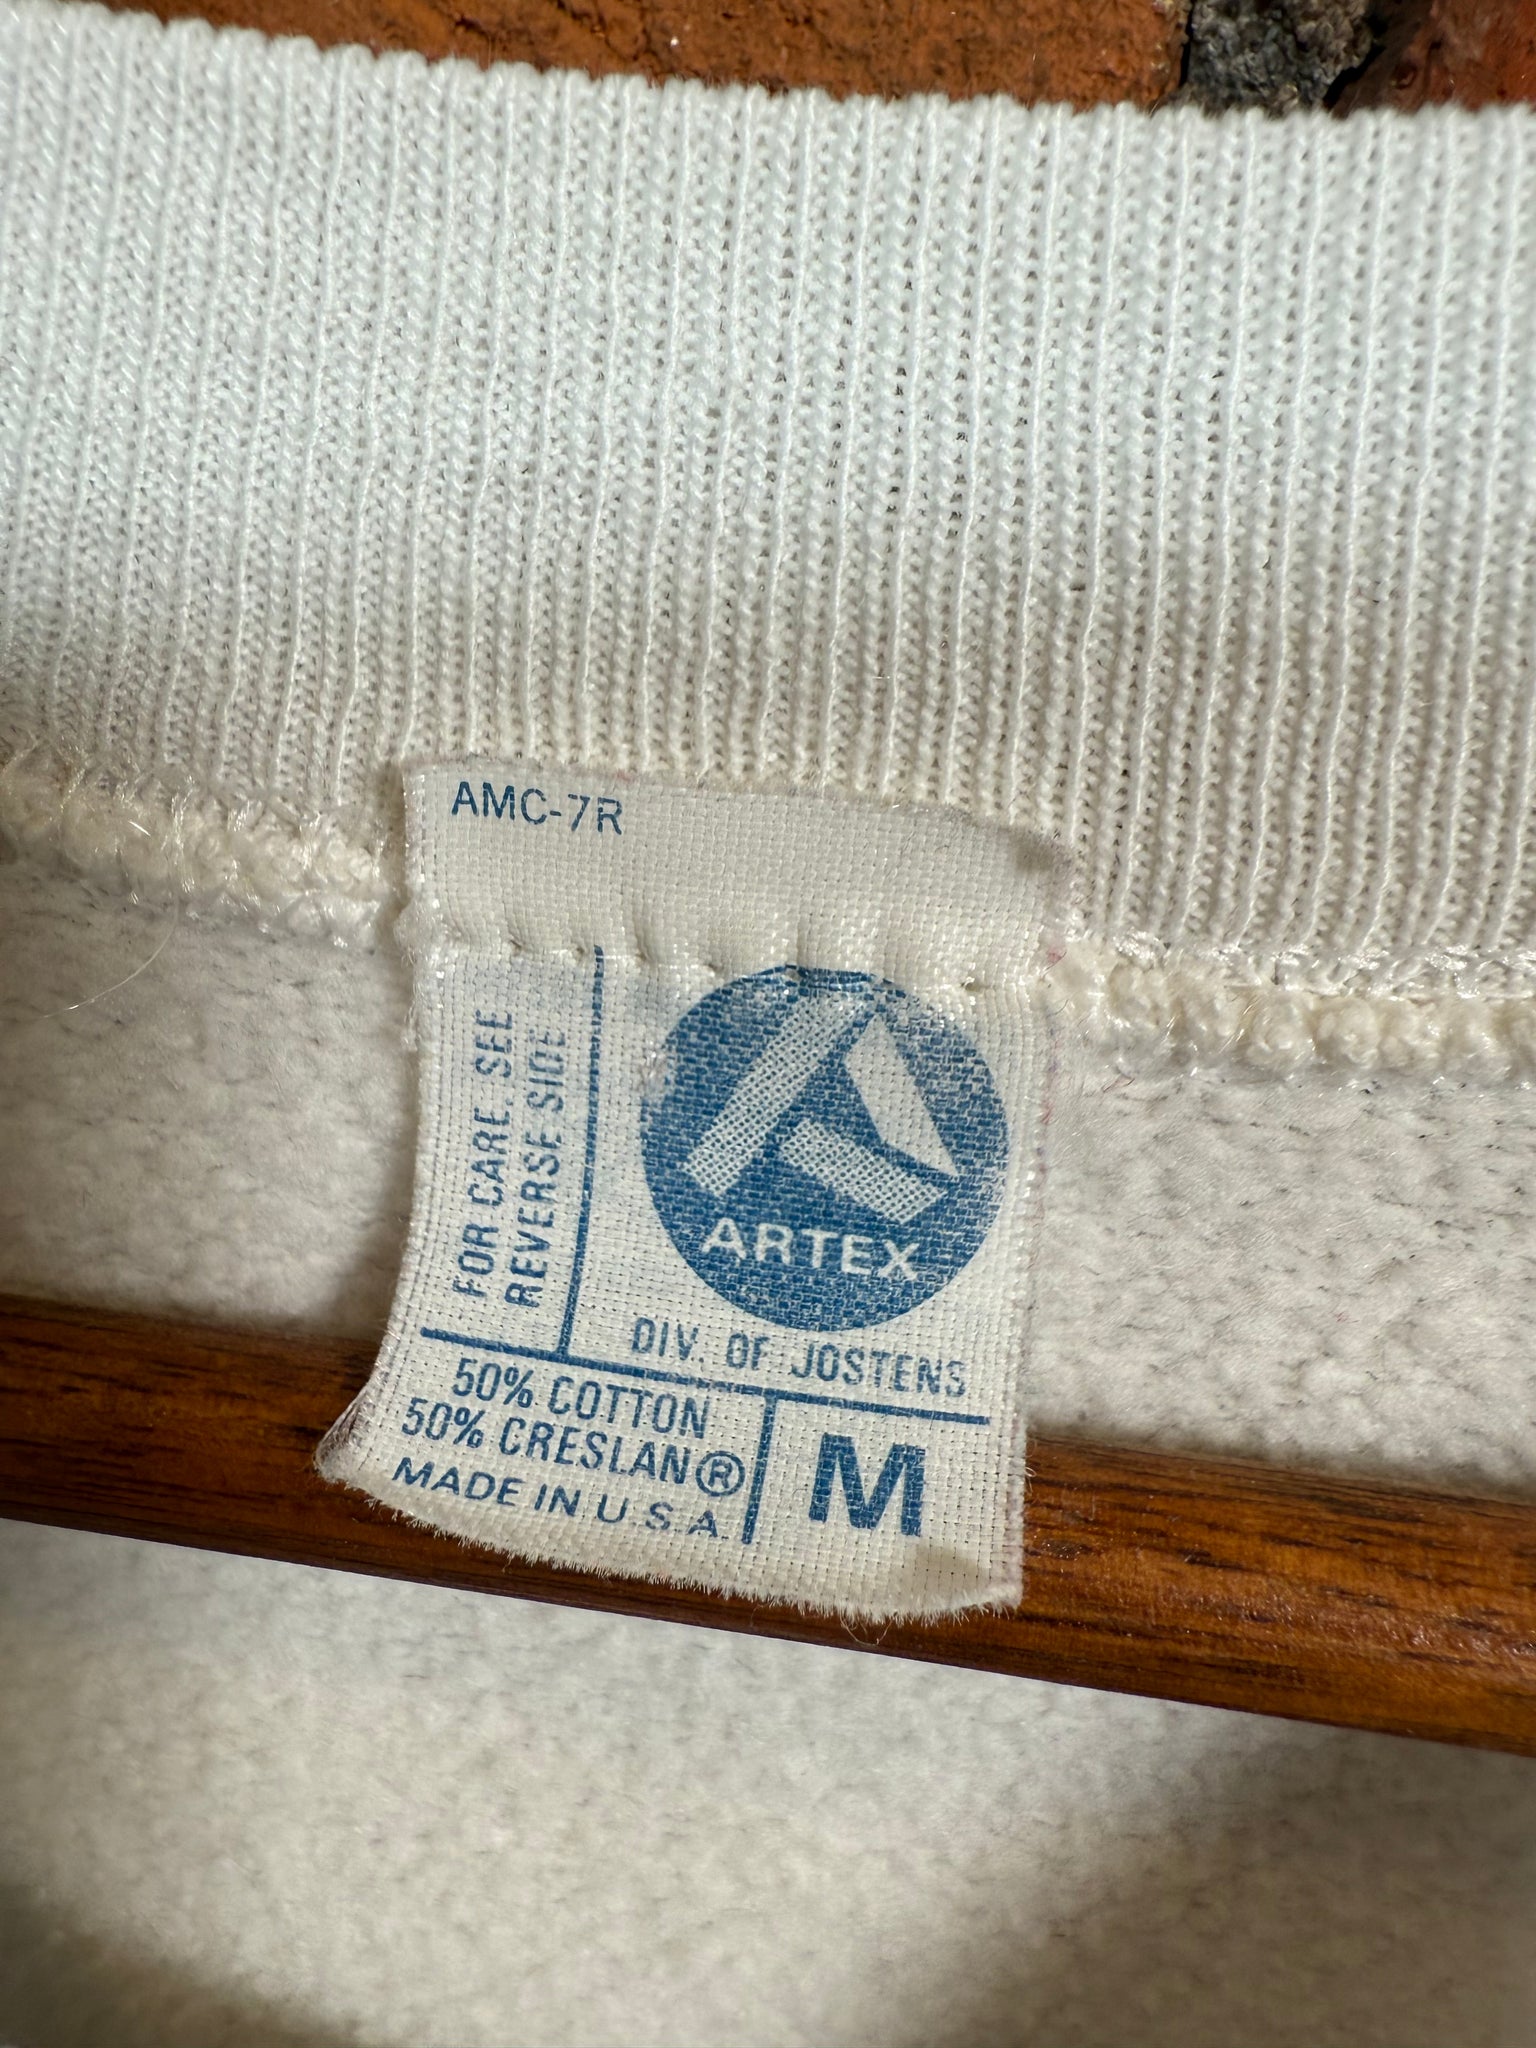 AMC-7R
FOR CARE, SEE
REVERSE SIDE
ARTEX
DIV. OF JOSTENS
50% COTTON
50% CRESLAN®
MADE IN U.S.A.
M